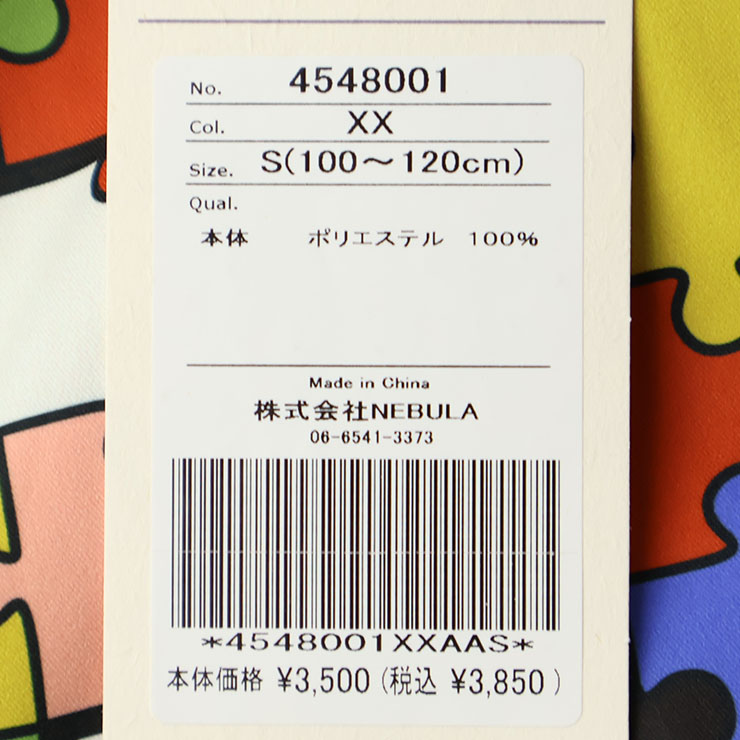 No. 4548001
Col. XX
Size. S(100～120cm)
Qual.
本体 ポリエステル 100%
Made in China
株式会社NEBULA
06-6541-3373
*4548001XXAAS*
本体価格 ¥3,500 (税込 ¥3,850 )